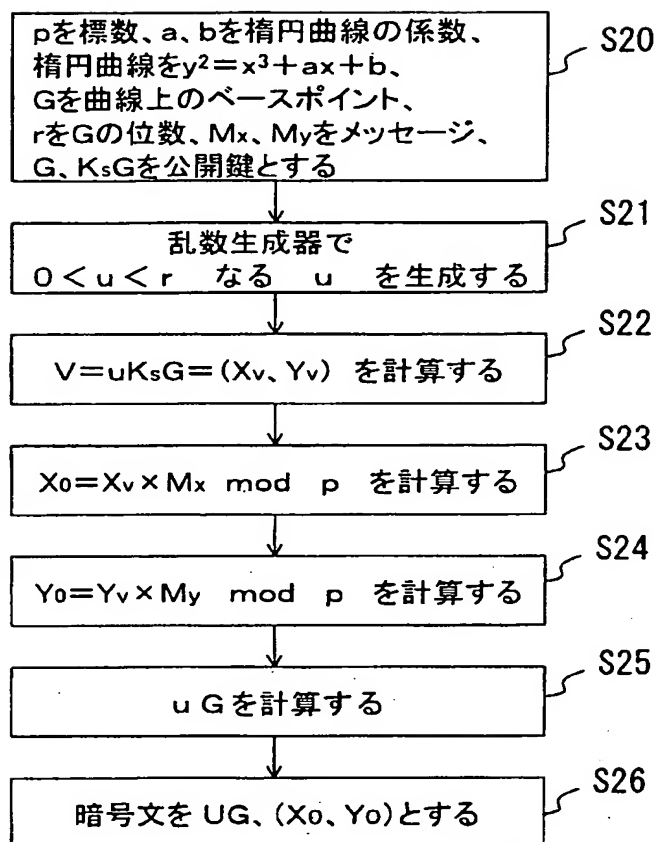 S20
pを標数、a、bを楕円曲線の係数、
楕円曲線をy²=x³+ax+b、
Gを曲線上のベースポイント、
rをGの位数、Mx、Myをメッセージ、
G、KsGを公開鍵とする
S21
乱数生成器で
0<u<r なる u を生成する
S22
V=uKsG=(Xv、Yv) を計算する
S23
X0=Xv×Mx mod p を計算する
S24
Y0=Yv×My mod p を計算する
S25
uGを計算する
S26
暗号文をUG、(X0、Y0)とする